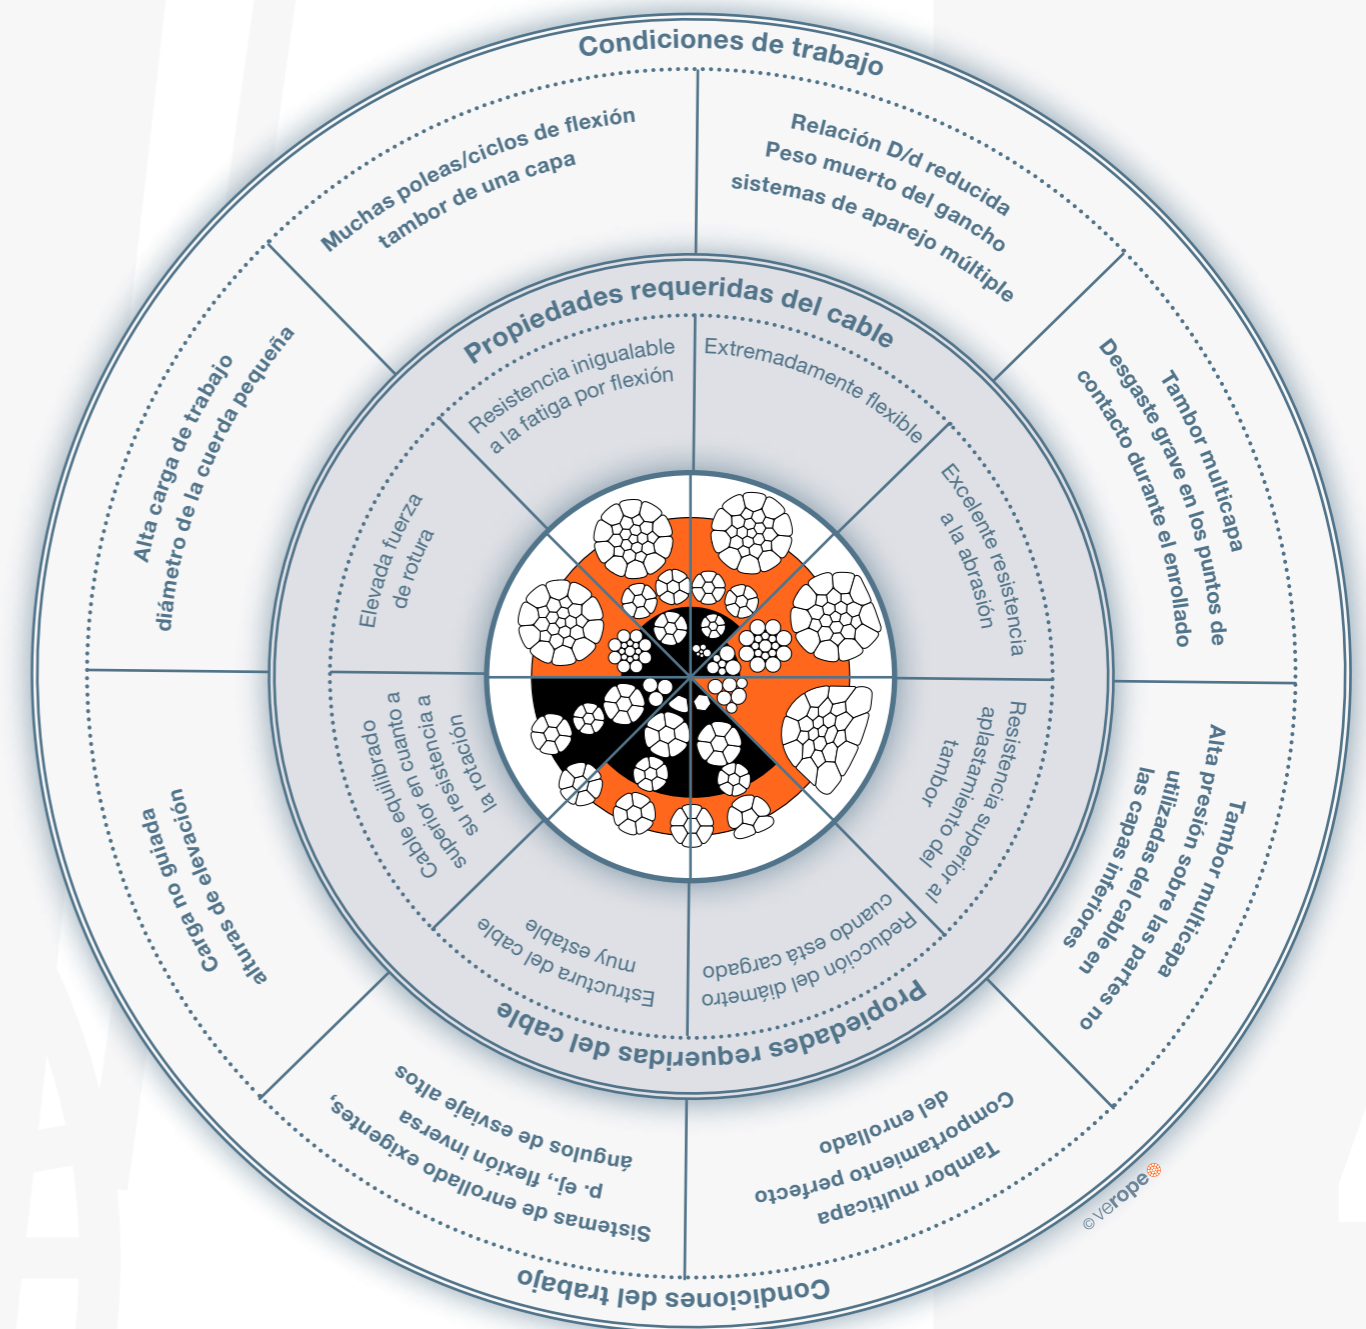 Condiciones de trabajo
Muchas poleas/ciclos de flexión
tambor de una capa
Relación D/d reducida
Peso muerto del gancho
sistemas de aparejo múltiple
Tambor multicapa
Desgaste grave en los puntos de
contacto durante el enrollado
Tambor multicapa
Alta presión sobre las partes no
utilizadas del cable en
las capas inferiores
Tambor multicapa
Comportamiento perfecto
del enrollado
Sistemas de enrollado exigentes,
p. ej., flexión inversa
ángulos de esviaje altos
Carga no guiada
alturas de elevación
Alta carga de trabajo
diámetro de la cuerda pequeña
Condiciones del trabajo
Propiedades requeridas del cable
Resistencia inigualable
a la fatiga por flexión
Extremadamente flexible
Excelente resistencia
a la abrasión
Resistencia superior al
aplastamiento del
tambor
Reducción del diámetro
cuando está cargado
Estructura del cable
muy estable
Cable equilibrado
superior en cuanto a
su resistencia a
la rotación
Elevada fuerza
de rotura
Propiedades requeridas del cable
© verope